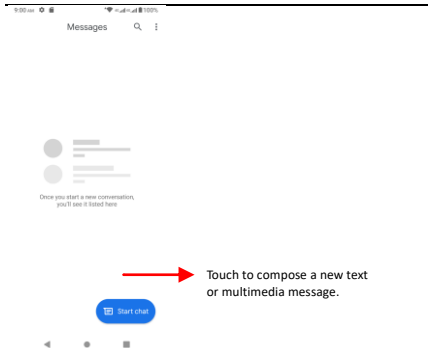 9:00 AM 100%
Messages
Once you start a new conversation,
you'll see it listed here
Touch to compose a new text
or multimedia message.
Start chat